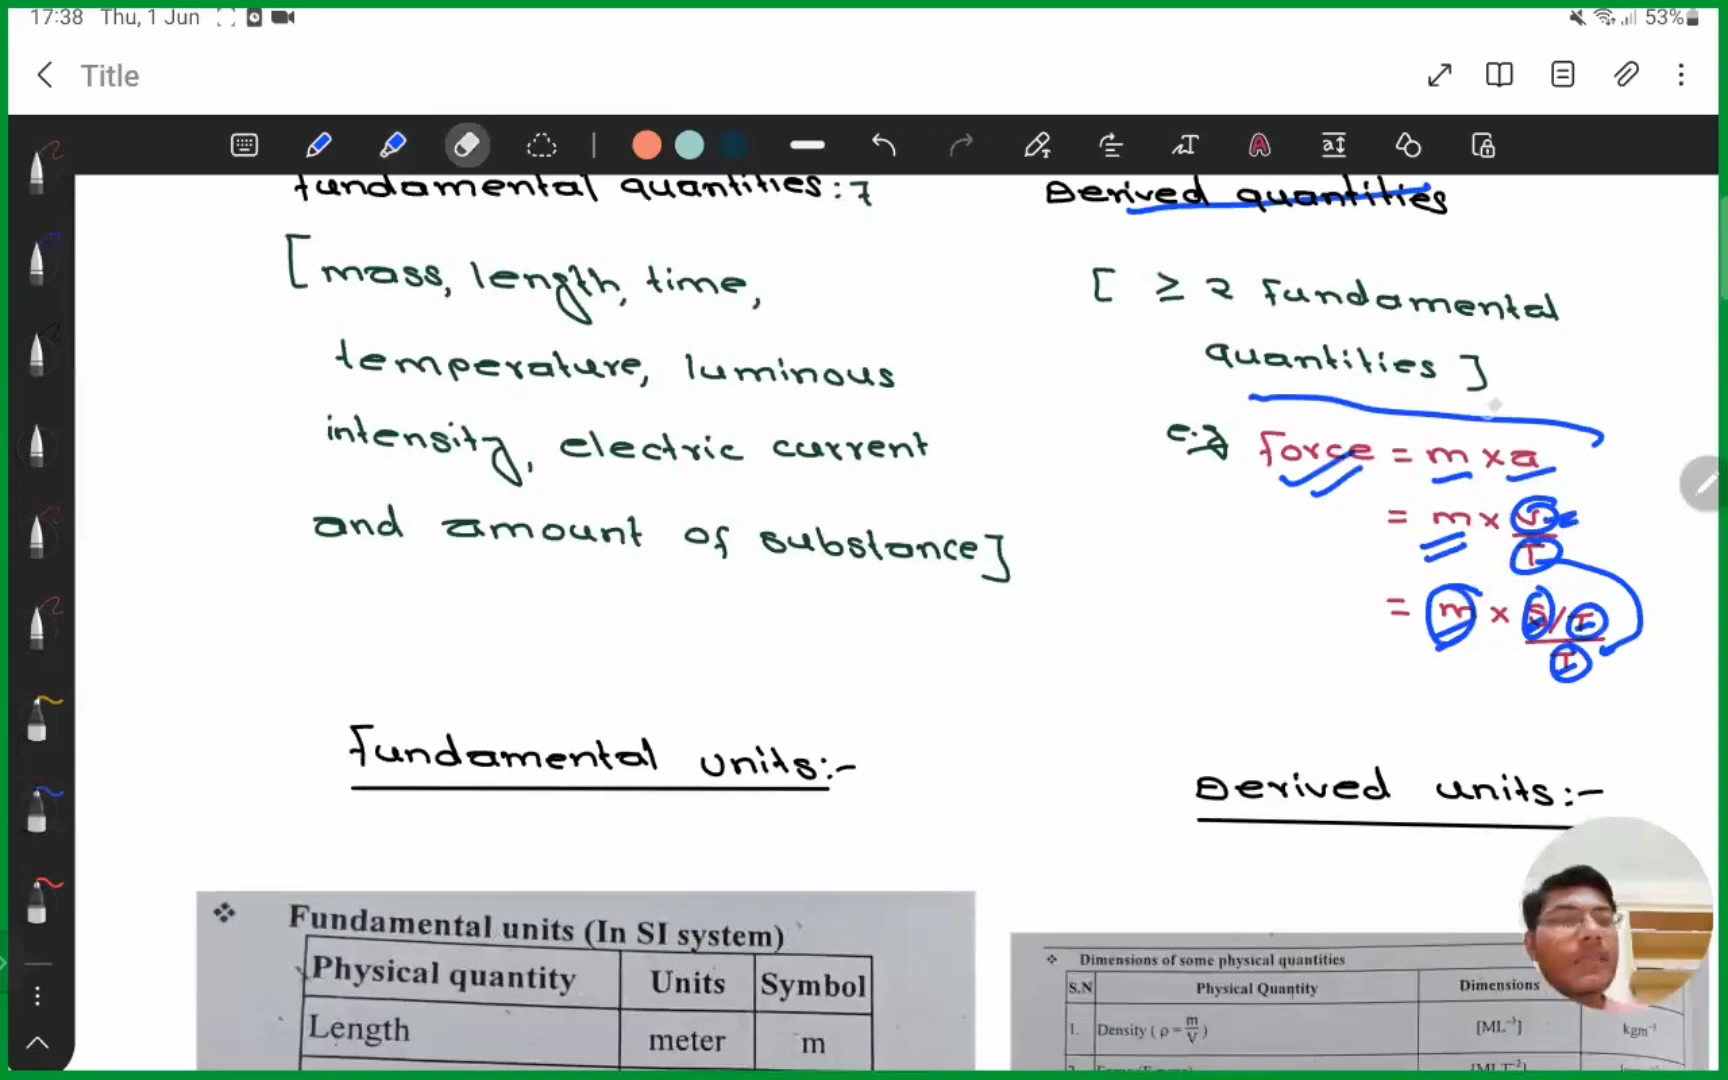 17:38 Thu, 1 Jun
53%
Title
Fundamental quantities:7
[mass, length, time,
temperature, luminous
intensity, electric current
and amount of substance]
Derived quantities
[ ≥ 2 Fundamental
quantities ]
e.g Force = m × a
= m × v/T
= m × S/T/T
Fundamental units:-
Derived units:-
❖ Fundamental units (In SI system)
Physical quantity Units Symbol
Length meter m
❖ Dimensions of some physical quantities
S.N Physical Quantity Dimensions
1. Density ( ρ = m/V ) [ML⁻³] kgm⁻³